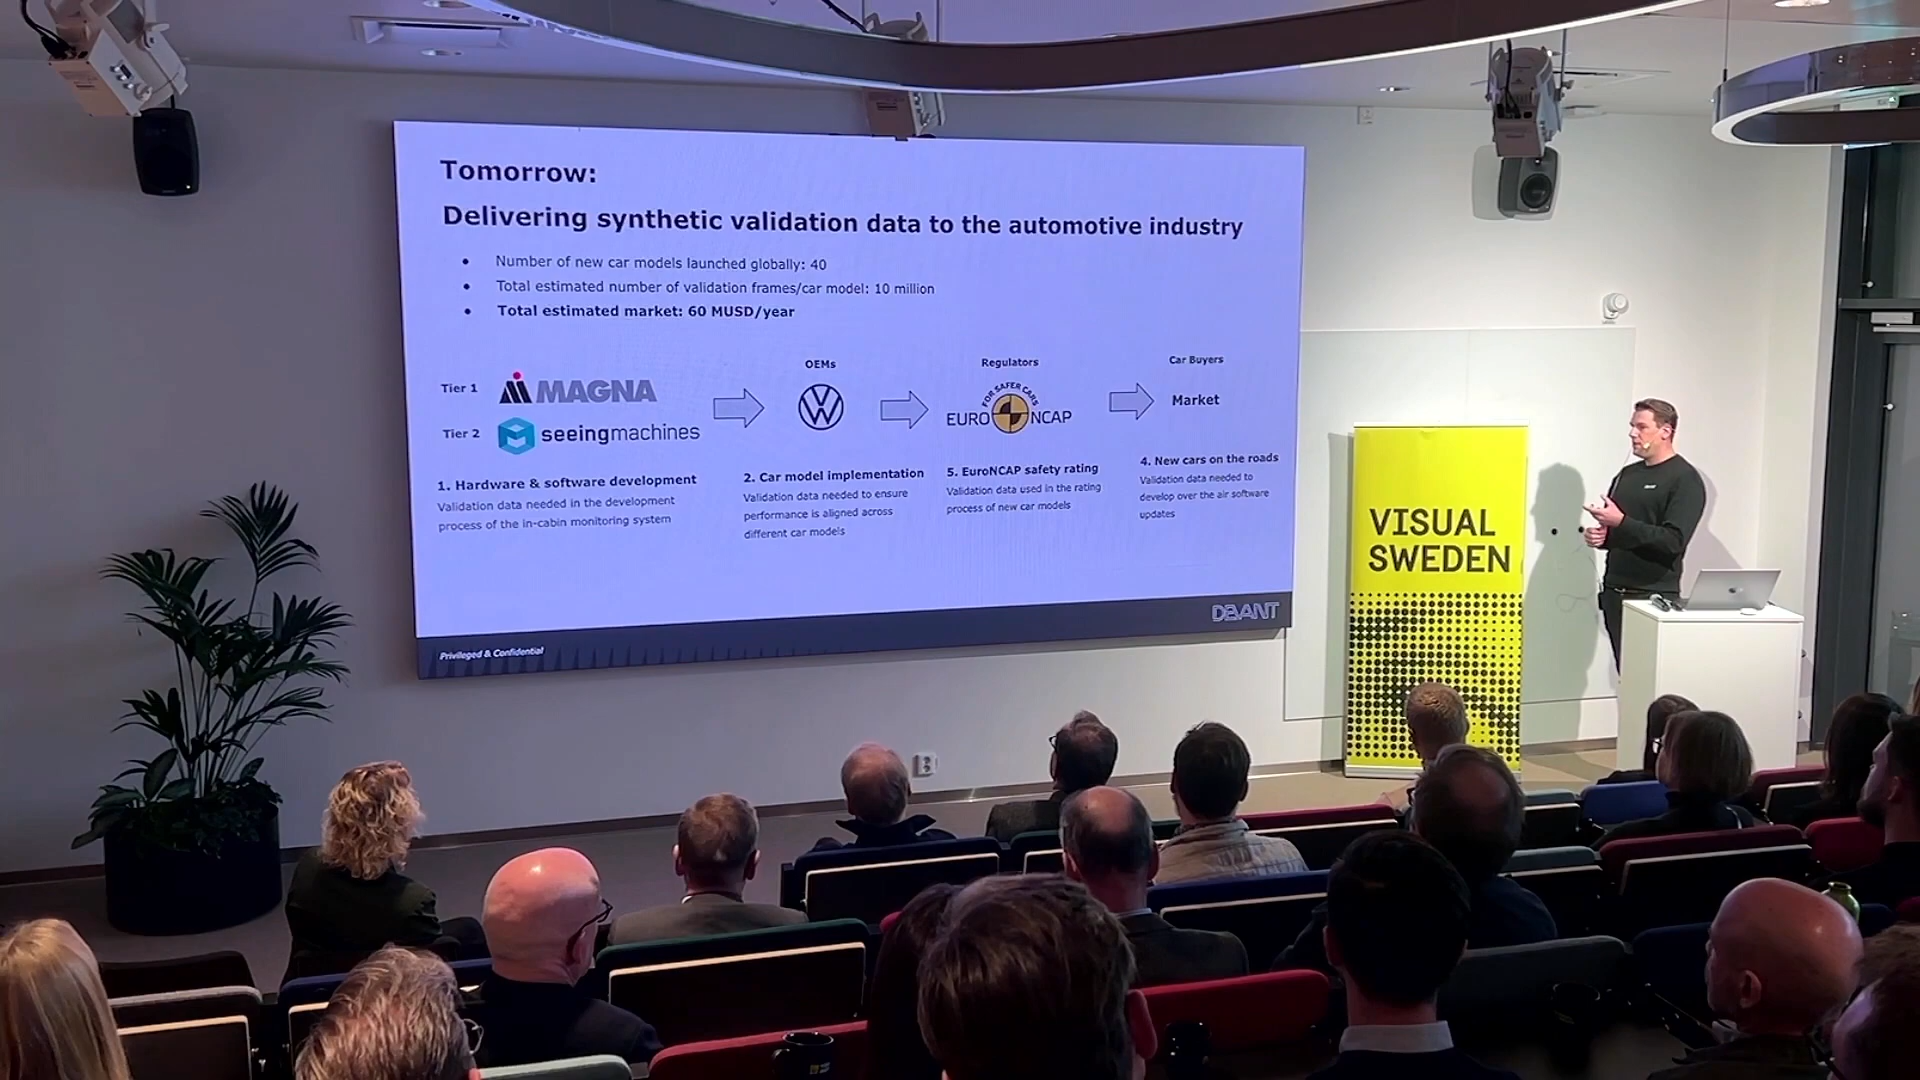 Tomorrow:
Delivering synthetic validation data to the automotive industry
• Number of new car models launched globally: 40
• Total estimated number of validation frames/car model: 10 million
• Total estimated market: 60 MUSD/year
Tier 1
MAGNA
Tier 2
seeingmachines
OEMs
Regulators
FOR SAFER CARS
EURO NCAP
Car Buyers
Market
1. Hardware & software development
Validation data needed in the development
process of the in-cabin monitoring system
2. Car model implementation
Validation data needed to ensure
performance is aligned across
different car models
5. EuroNCAP safety rating
Validation data used in the rating
process of new car models
4. New cars on the roads
Validation data needed to
develop over the air software
updates
Privileged & Confidential
DEVANT
VISUAL
SWEDEN